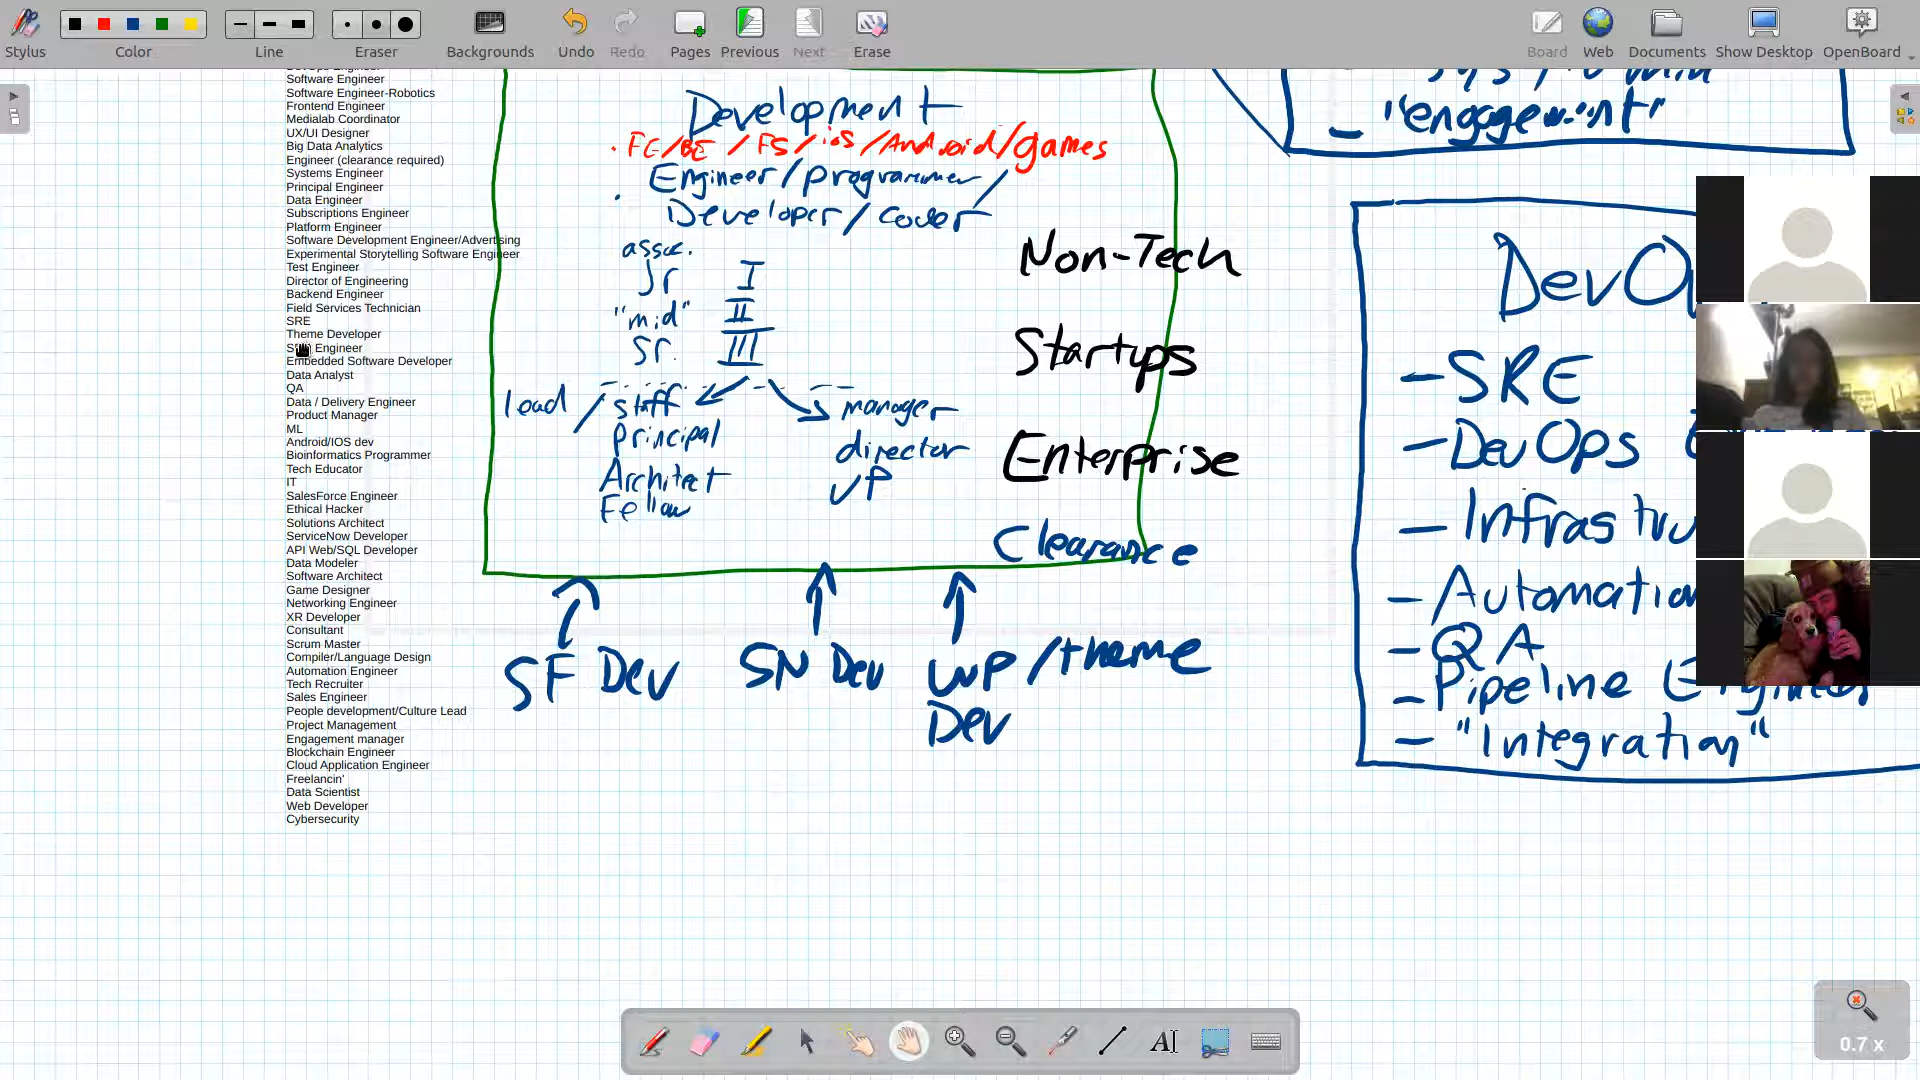 Stylus
Color
Line
Eraser
Backgrounds
Undo
Redo
Pages
Previous
Next
Erase
Board
Web
Documents
Show Desktop
OpenBoard
Software Engineer
Software Engineer-Robotics
Frontend Engineer
Medialab Coordinator
UX/UI Designer
Big Data Analytics
Engineer (clearance required)
Systems Engineer
Principal Engineer
Data Engineer
Subscriptions Engineer
Platform Engineer
Software Development Engineer/Advertising
Experimental Storytelling Software Engineer
Test Engineer
Director of Engineering
Backend Engineer
Field Services Technician
SRE
Theme Developer
Engineer
Embedded Software Developer
Data Analyst
QA
Data / Delivery Engineer
Product Manager
ML
Android/IOS dev
Bioinformatics Programmer
Tech Educator
IT
SalesForce Engineer
Ethical Hacker
Solutions Architect
ServiceNow Developer
API Web/SQL Developer
Data Modeler
Software Architect
Game Designer
Networking Engineer
XR Developer
Consultant
Scrum Master
Compiler/Language Design
Automation Engineer
Tech Recruiter
Sales Engineer
People development/Culture Lead
Project Management
Engagement manager
Blockchain Engineer
Cloud Application Engineer
Freelancin'
Data Scientist
Web Developer
Cybersecurity
Development
· FE/BE/FS/ios/Android/games
· Engineer/programmer/
Developer/coder
assoc.
Jr I
"mid" II
Sr. III
lead / staff
Principal
Architect
Fellow
manager
director
VP
Non-Tech
Startups
Enterprise
Clearance
SF Dev
SN Dev
WP/theme
Dev
- "engagement"
DevO
- SRE
- DevOps
- Infrastru
- Automation
- QA
- Pipeline Engineer
- "Integration"
0.7 x